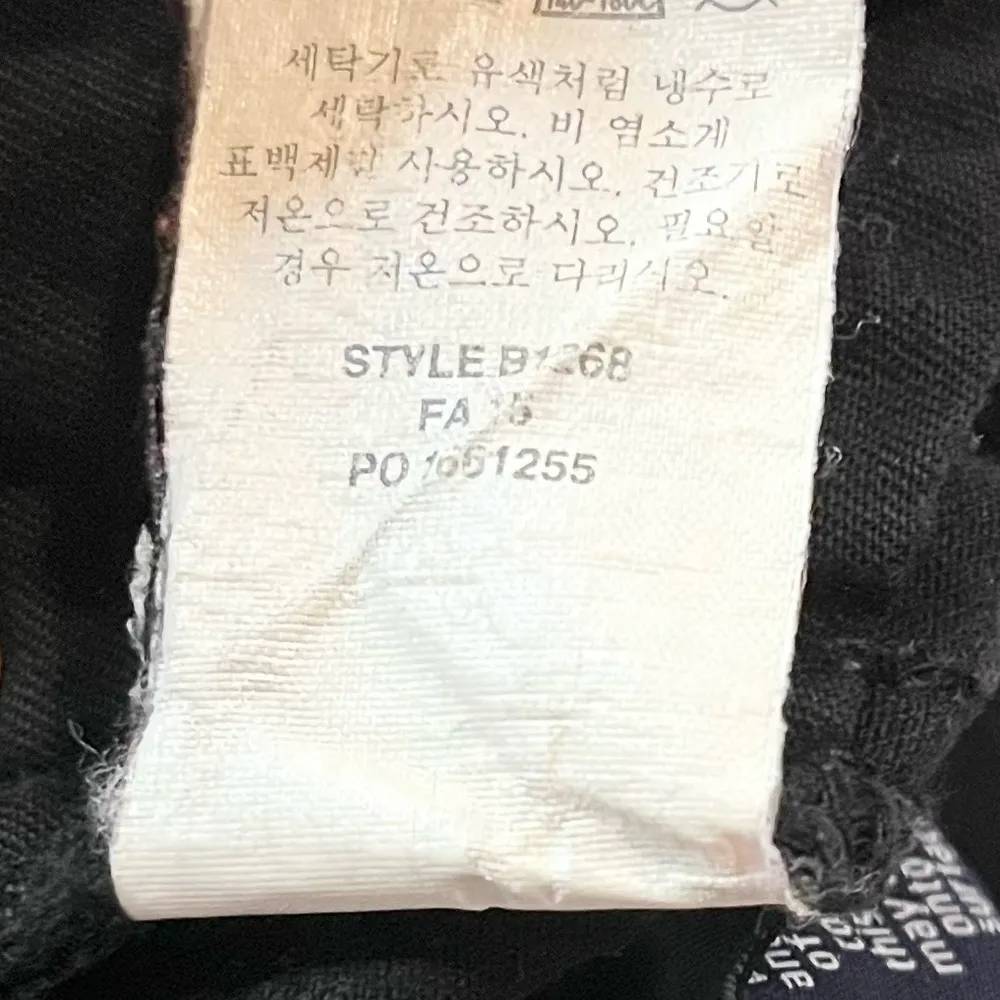 140-160C
세탁기로 유색처럼 냉수로
세탁하시오. 비 염소계
표백제만 사용하시오. 건조기로
저온으로 건조하시오. 필요할
경우 저온으로 다리시오.
STYLE
FA 15
PO